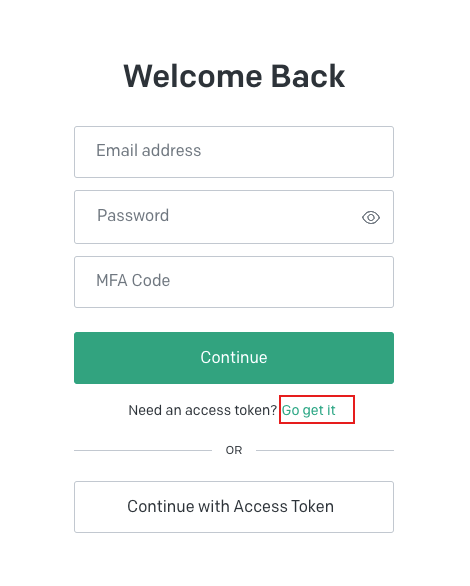 Welcome Back
Email address
Password
MFA Code
Continue
Need an access token? Go get it
OR
Continue with Access Token